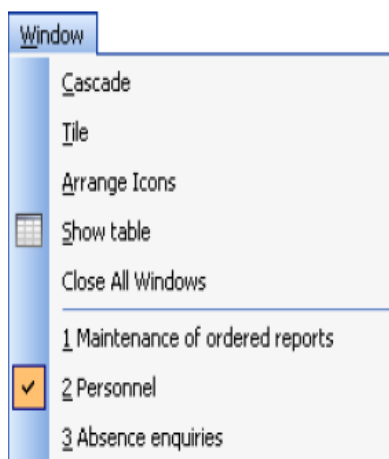 Window
Cascade
Tile
Arrange Icons
Show table
Close All Windows
1 Maintenance of ordered reports
2 Personnel
3 Absence enquiries